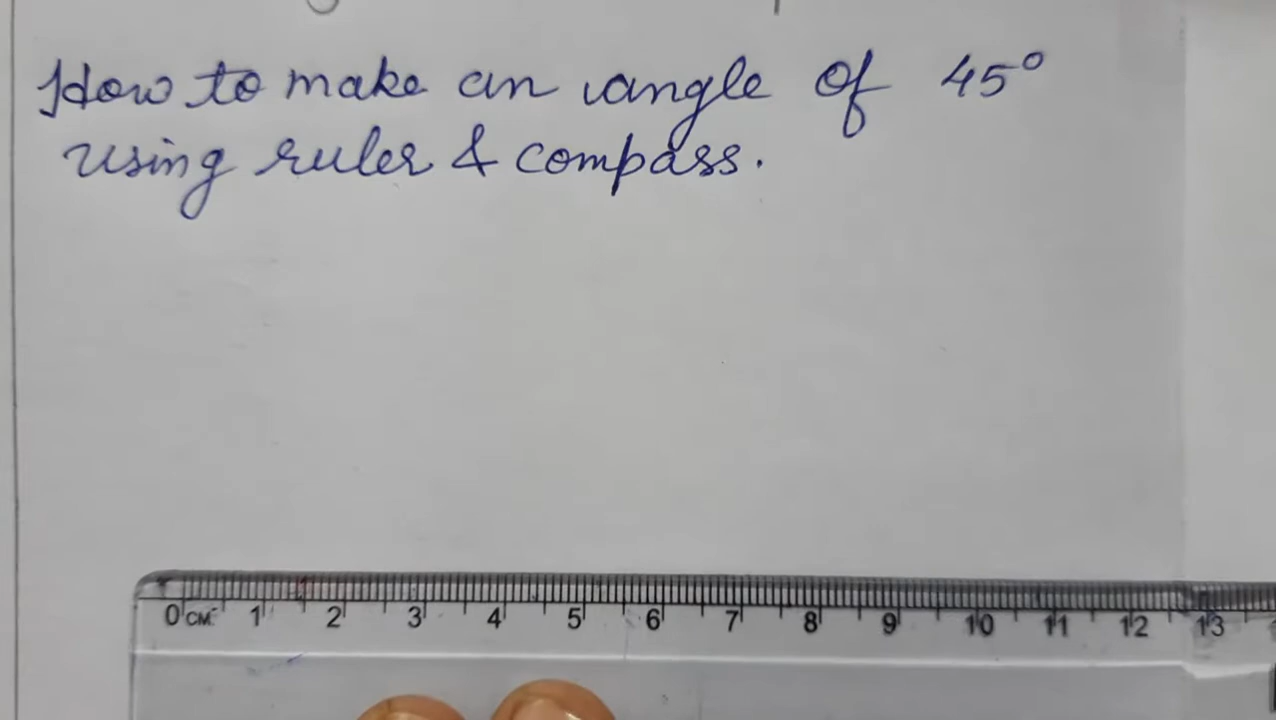 How to make an angle of 45°
using ruler & compass.
0 CM 1 2 3 4 5 6 7 8 9 10 11 12 13